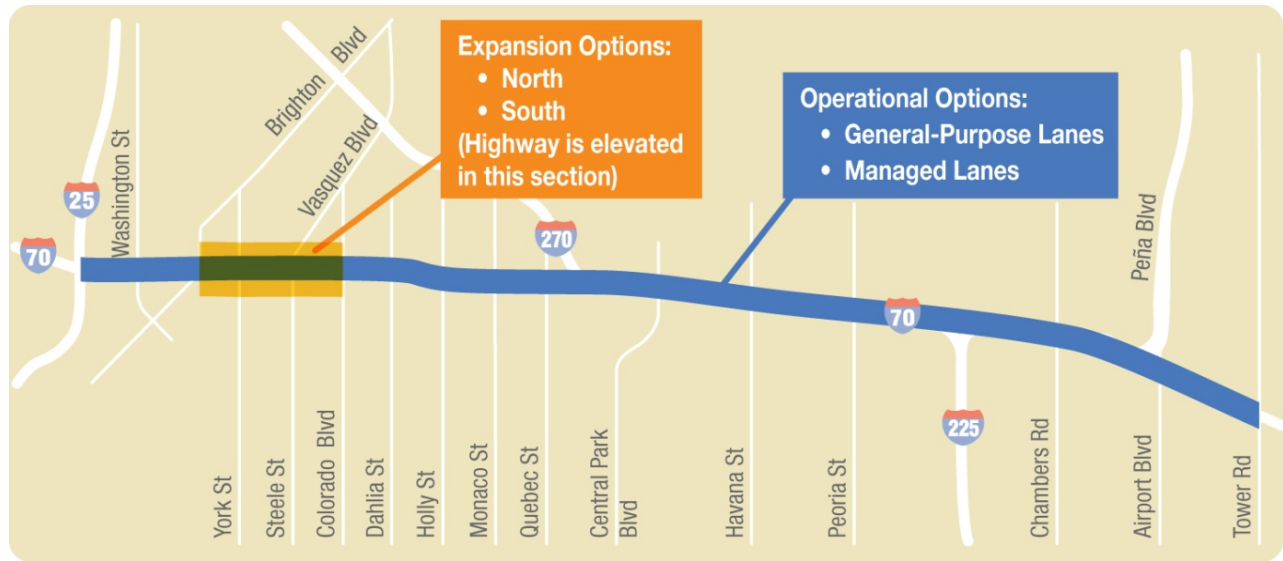 Expansion Options:
• North
• South
(Highway is elevated
in this section)
Operational Options:
• General-Purpose Lanes
• Managed Lanes
Brighton Blvd
Vasquez Blvd
Washington St
25
70
270
Peña Blvd
70
225
York St
Steele St
Colorado Blvd
Dahlia St
Holly St
Monaco St
Quebec St
Central Park
Blvd
Havana St
Peoria St
Chambers Rd
Airport Blvd
Tower Rd